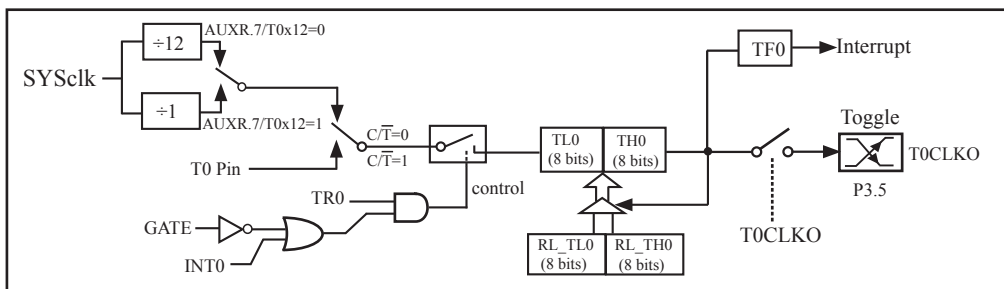 AUXR.7/T0x12=0
÷12
SYSclk
÷1
AUXR.7/T0x12=1
T0 Pin
C/T̅=0
C/T̅=1
TR0
GATE
INT0
control
TL0
(8 bits)
TH0
(8 bits)
RL_TL0
(8 bits)
RL_TH0
(8 bits)
TF0
Interrupt
Toggle
T0CLKO
P3.5
T0CLKO